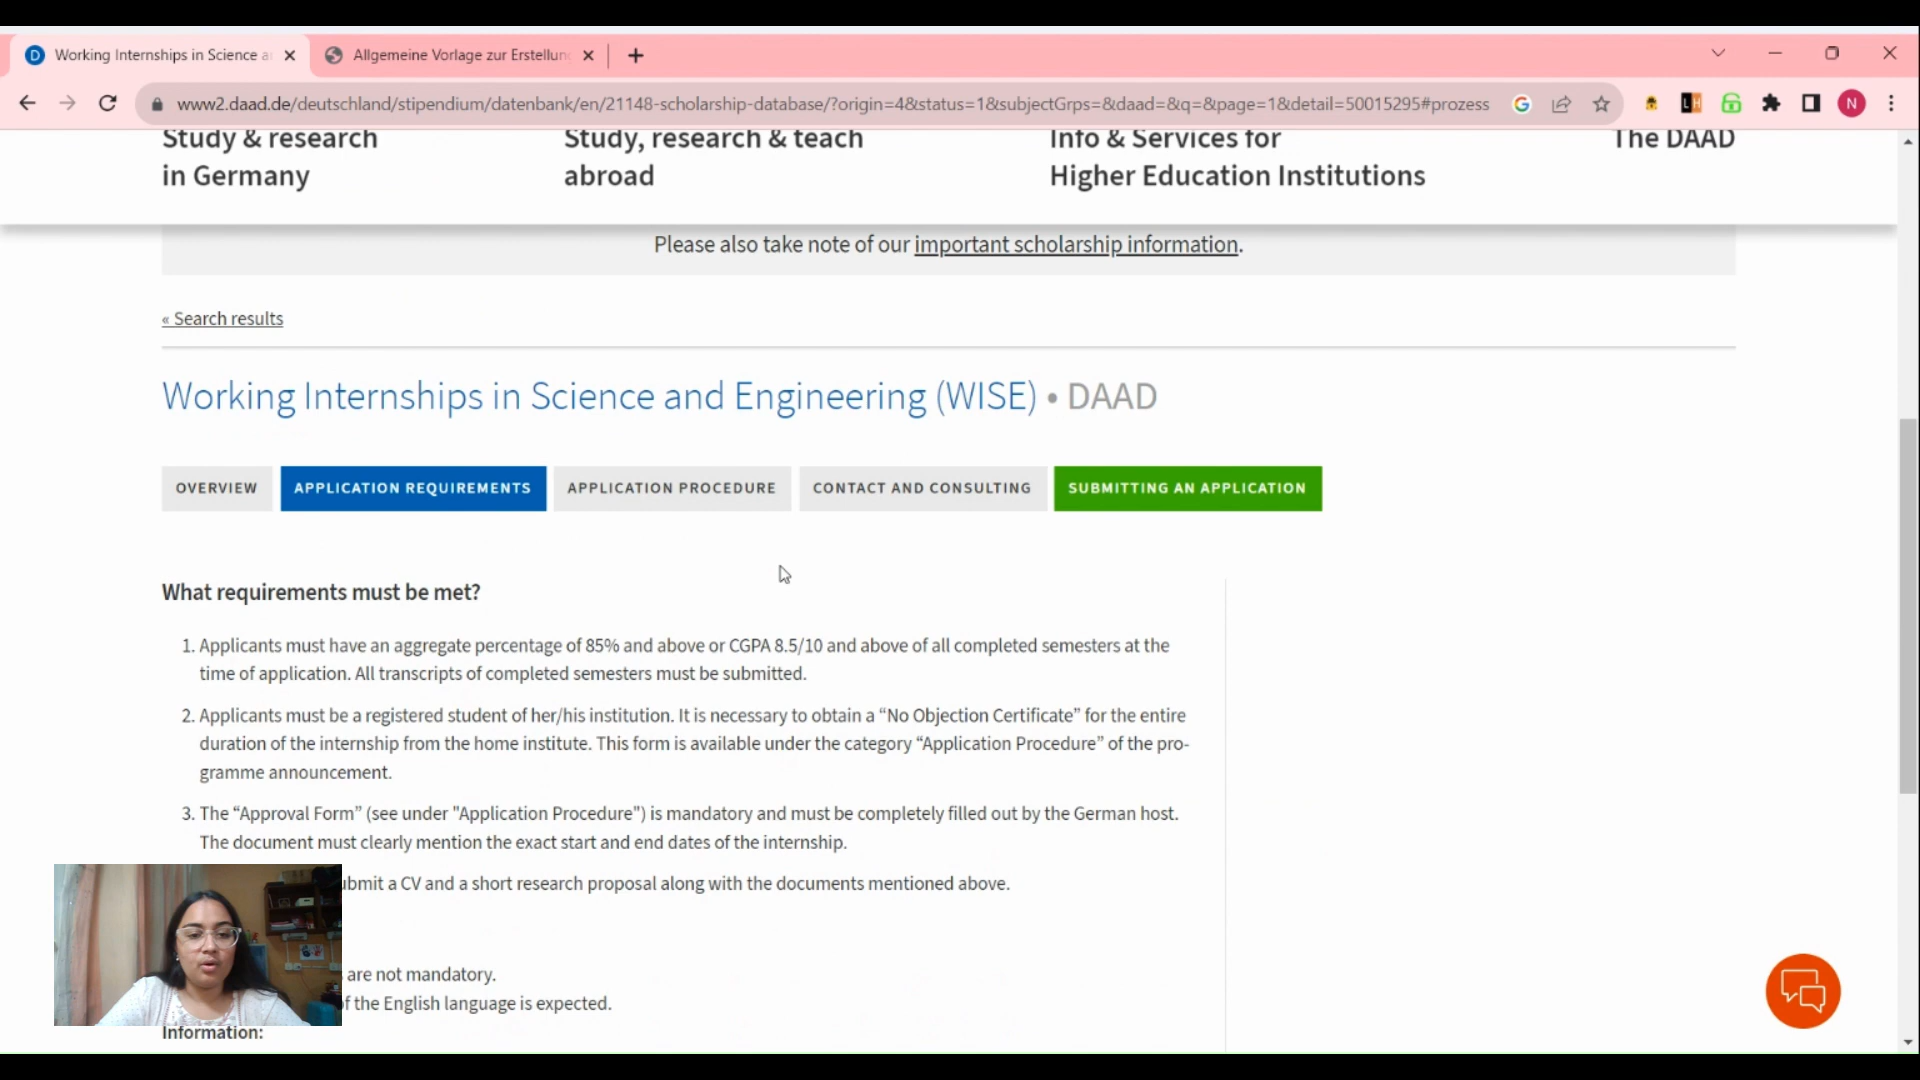 Working Internships in Science a
Allgemeine Vorlage zur Erstellun
www2.daad.de/deutschland/stipendium/datenbank/en/21148-scholarship-database/?origin=4&status=1&subjectGrps=&daad=&q=&page=1&detail=50015295#prozess
N
Study & research
in Germany
Study, research & teach
abroad
Info & Services for
Higher Education Institutions
The DAAD
Please also take note of our important scholarship information.
« Search results
Working Internships in Science and Engineering (WISE) • DAAD
OVERVIEW
APPLICATION REQUIREMENTS
APPLICATION PROCEDURE
CONTACT AND CONSULTING
SUBMITTING AN APPLICATION
What requirements must be met?
1. Applicants must have an aggregate percentage of 85% and above or CGPA 8.5/10 and above of all completed semesters at the
time of application. All transcripts of completed semesters must be submitted.
2. Applicants must be a registered student of her/his institution. It is necessary to obtain a “No Objection Certificate” for the entire
duration of the internship from the home institute. This form is available under the category “Application Procedure” of the pro-
gramme announcement.
3. The “Approval Form” (see under "Application Procedure") is mandatory and must be completely filled out by the German host.
The document must clearly mention the exact start and end dates of the internship.
ubmit a CV and a short research proposal along with the documents mentioned above.
are not mandatory.
of the English language is expected.
Information: